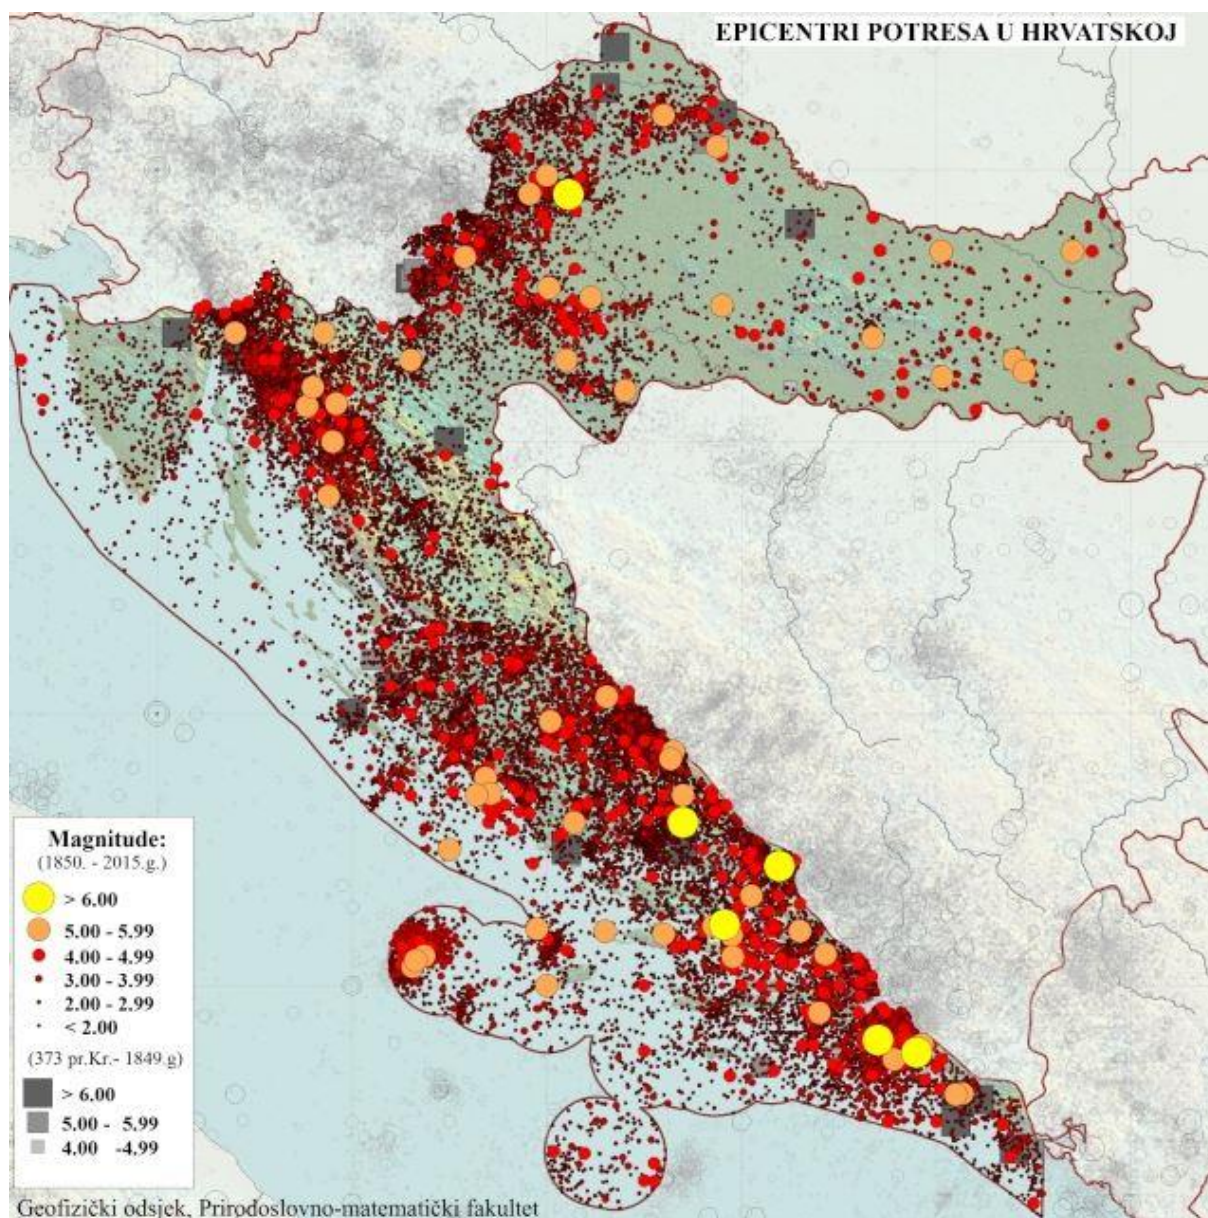 EPICENTRI POTRESA U HRVATSKOJ
Magnitude:
(1850. - 2015.g.)
> 6.00
5.00 - 5.99
4.00 - 4.99
3.00 - 3.99
2.00 - 2.99
< 2.00
(373 pr.Kr.- 1849.g)
> 6.00
5.00 - 5.99
4.00 -4.99
Geofizički odsjek, Prirodoslovno-matematički fakultet